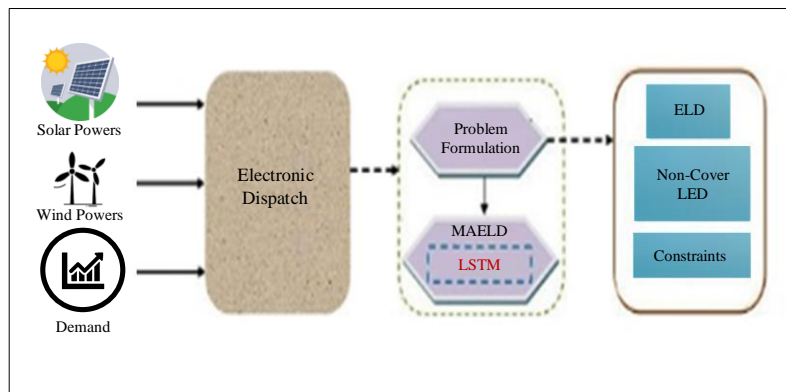 Solar Powers
Wind Powers
Demand
Electronic
Dispatch
Problem
Formulation
MAELD
LSTM
ELD
Non-Cover
LED
Constraints